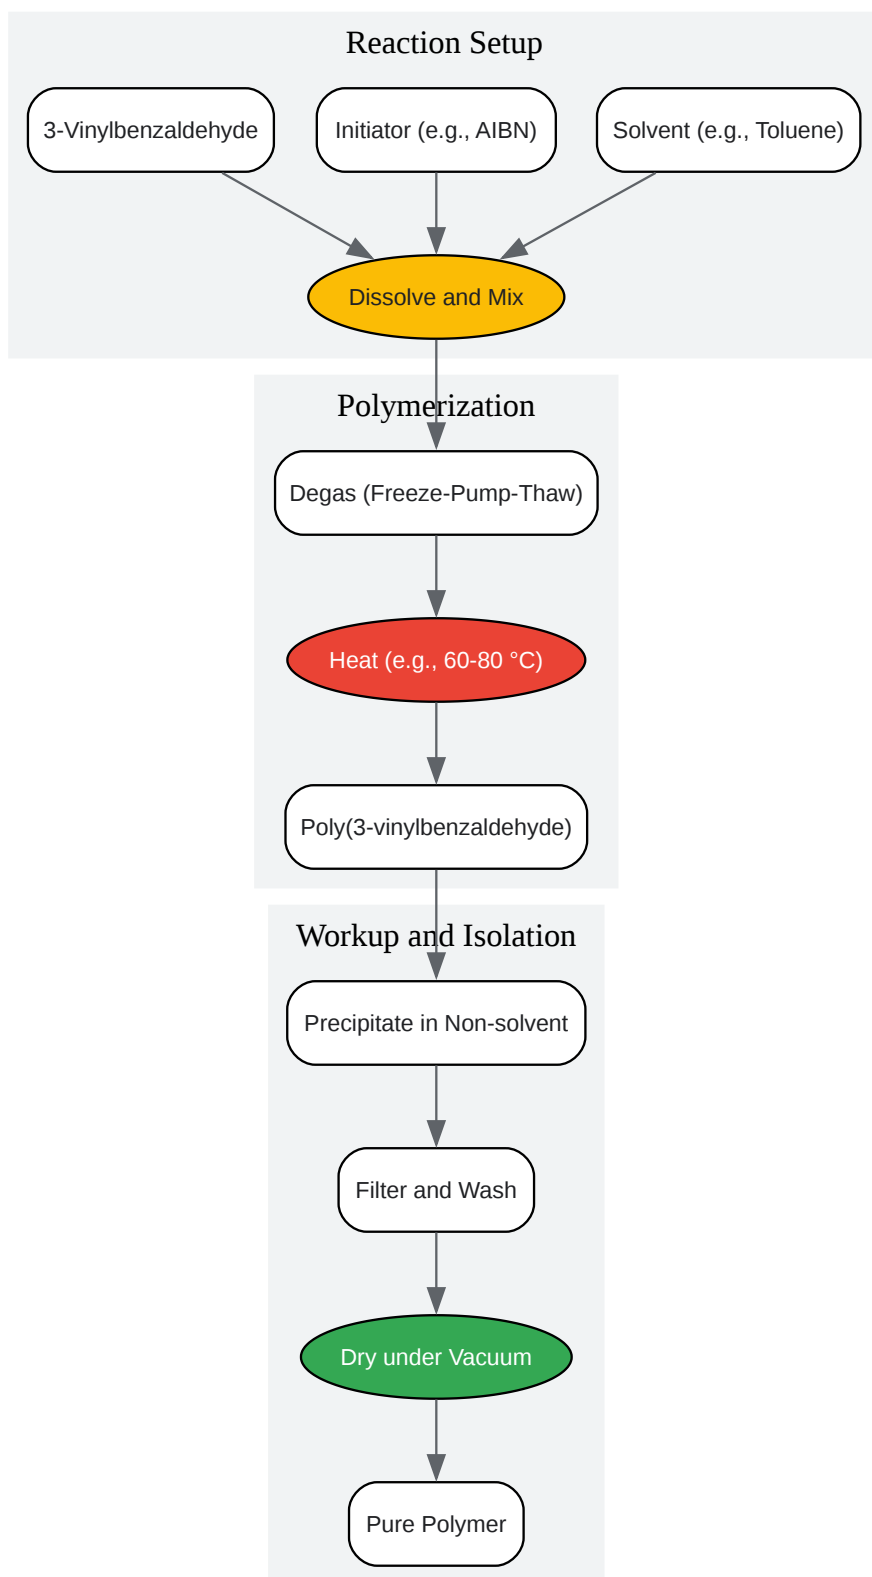 Reaction Setup
3-Vinylbenzaldehyde
Initiator (e.g., AIBN)
Solvent (e.g., Toluene)
Dissolve and Mix
Polymerization
Degas (Freeze-Pump-Thaw)
Heat (e.g., 60-80 °C)
Poly(3-vinylbenzaldehyde)
Workup and Isolation
Precipitate in Non-solvent
Filter and Wash
Dry under Vacuum
Pure Polymer